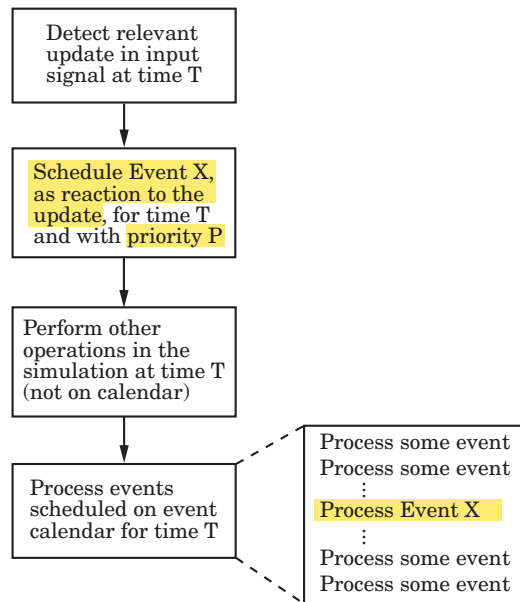 Detect relevant
update in input
signal at time T
Schedule Event X,
as reaction to the
update, for time T
and with priority P
Perform other
operations in the
simulation at time T
(not on calendar)
Process events
scheduled on event
calendar for time T
Process some event
Process some event
⋮
Process Event X
⋮
Process some event
Process some event